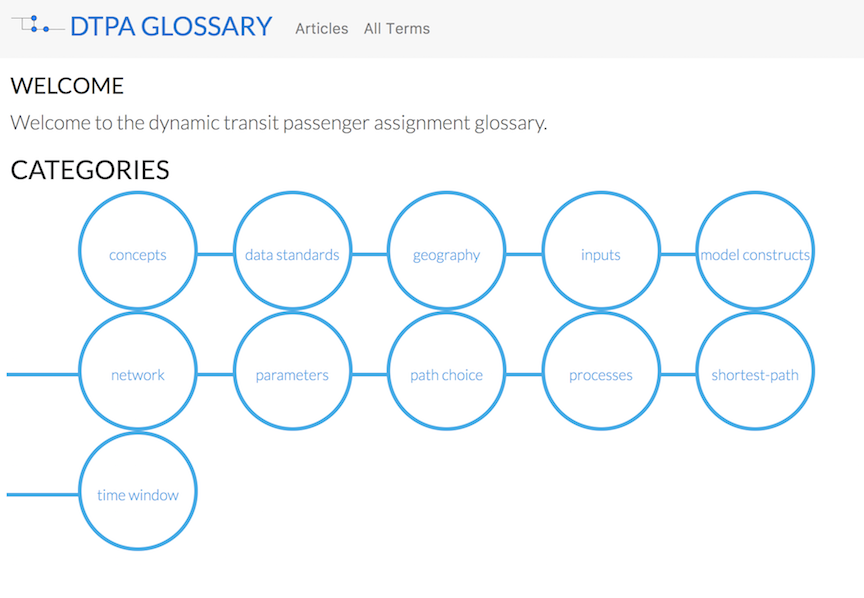 DTPA GLOSSARY Articles All Terms
WELCOME
Welcome to the dynamic transit passenger assignment glossary.
CATEGORIES
concepts data standards geography inputs model constructs
network parameters path choice processes shortest-path
time window